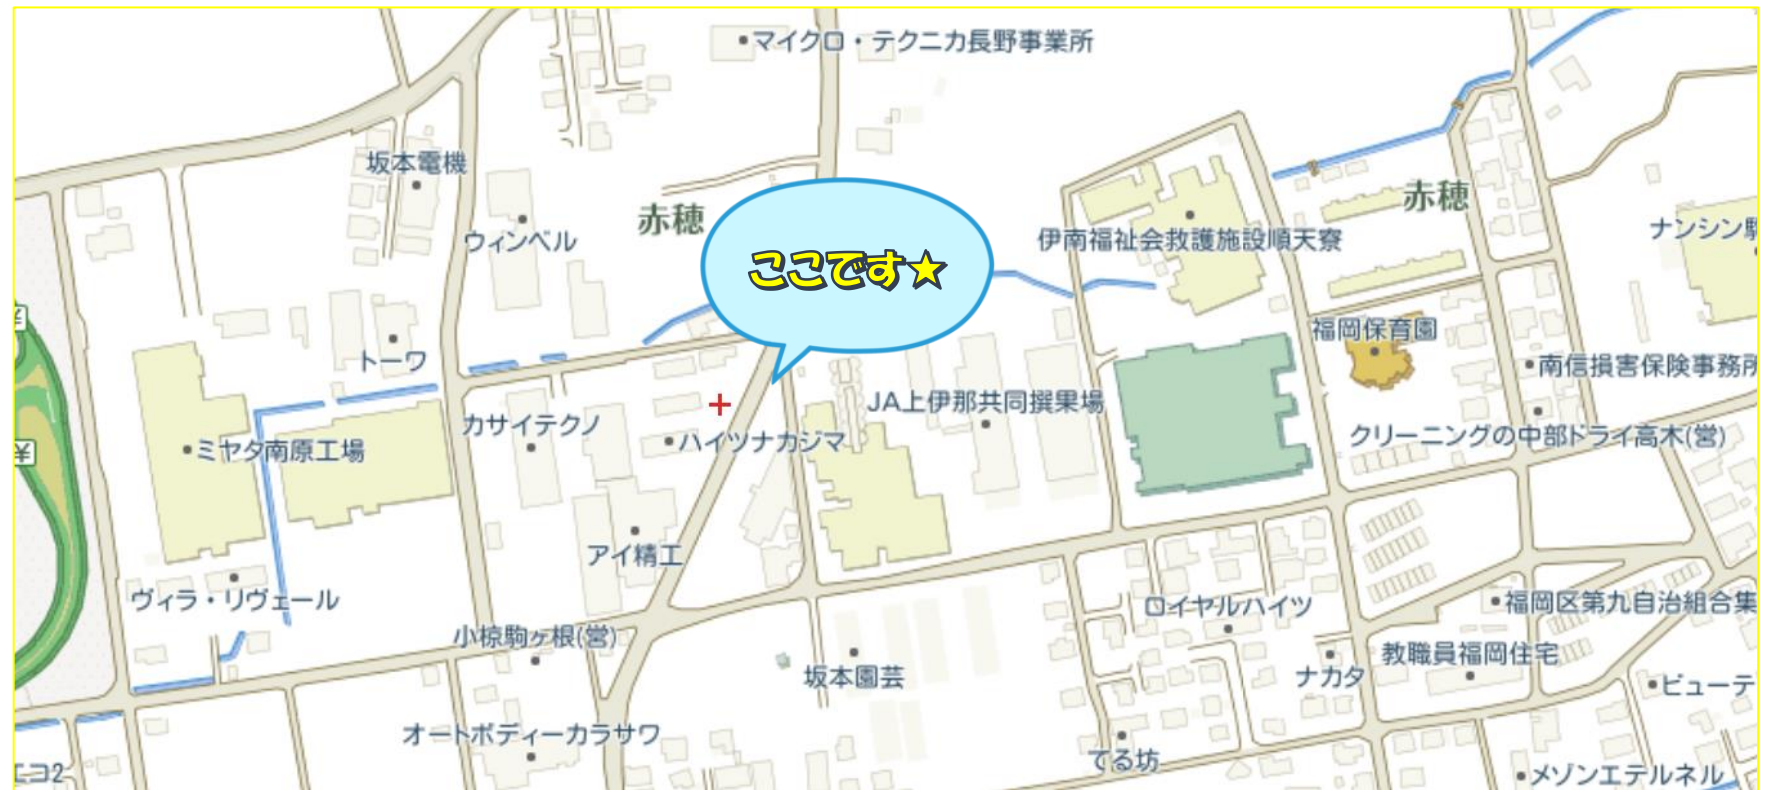 マイクロ・テクニカ長野事業所
坂本電機
赤穂
赤穂
ウィンベル
伊南福祉会救護施設順天寮
ナンシン駒
ここです★
福岡保育園
トーワ
南信損害保険事務所
JA上伊那共同撰果場
カサイテクノ
ハイツナカジマ
クリーニングの中部ドライ高木(営)
ミヤタ南原工場
アイ精工
ヴィラ・リヴェール
ロイヤルハイツ
福岡区第九自治組合集
小椋駒ヶ根(営)
教職員福岡住宅
坂本園芸
ナカタ
ビューテ
オートボディーカラサワ
てる坊
エコ2
メゾンエテルネル